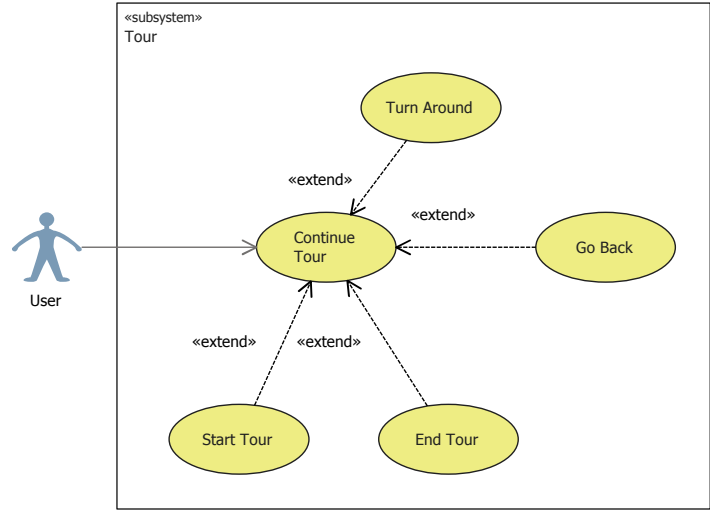 «subsystem»
Tour
Turn Around
«extend»
«extend»
Continue
Tour
Go Back
User
«extend»
«extend»
Start Tour
End Tour